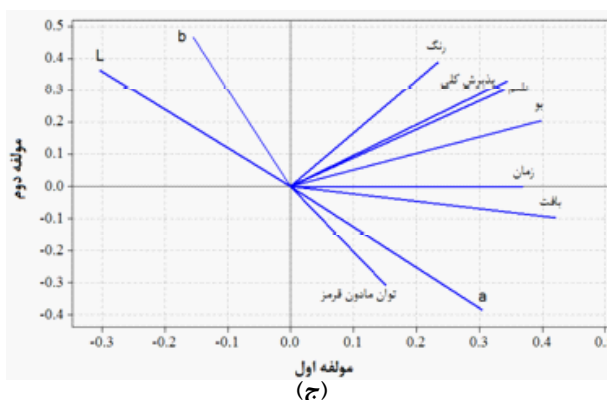 0.5
0.4
0.3
0.2
0.1
0.0
-0.1
-0.2
-0.3
-0.4
مولفه دوم
L
b
رنگ
پذیرش کلی
طعم
بو
زمان
بافت
a
توان مادون قرمز
-0.3
-0.2
-0.1
0.0
0.1
0.2
0.3
0.4
مولفه اول
(ج)